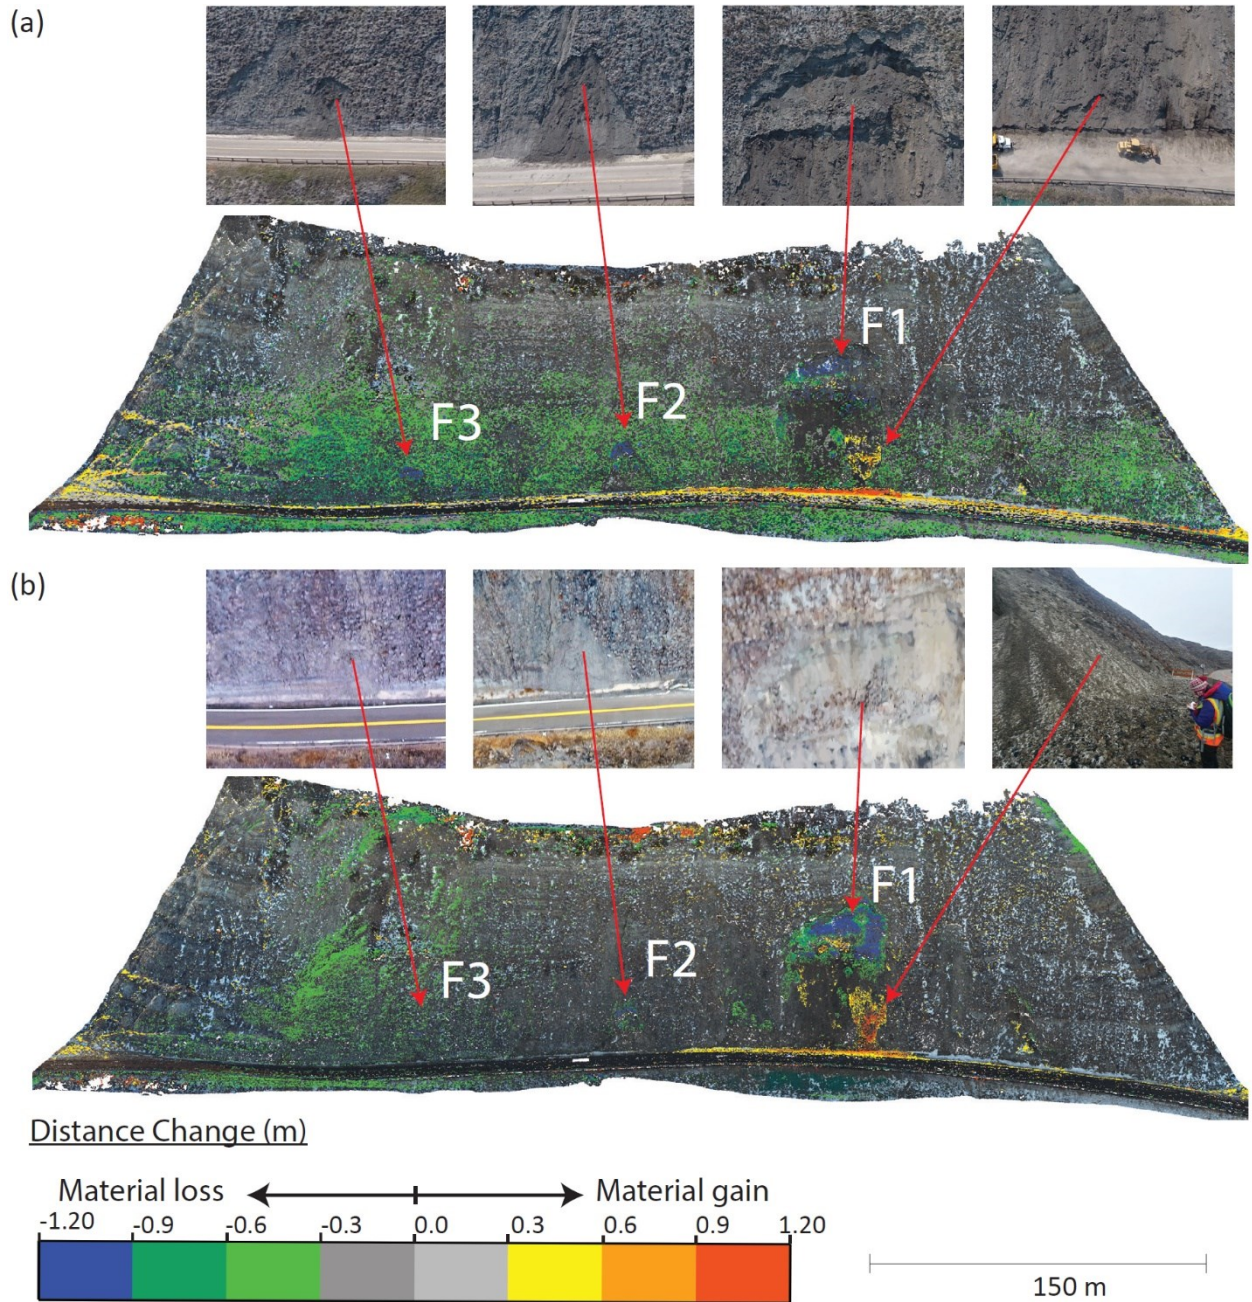 (a)
F1
F2
F3
(b)
F1
F2
F3
Distance Change (m)
Material loss
Material gain
-1.20 -0.9 -0.6 -0.3 0.0 0.3 0.6 0.9 1.20
150 m